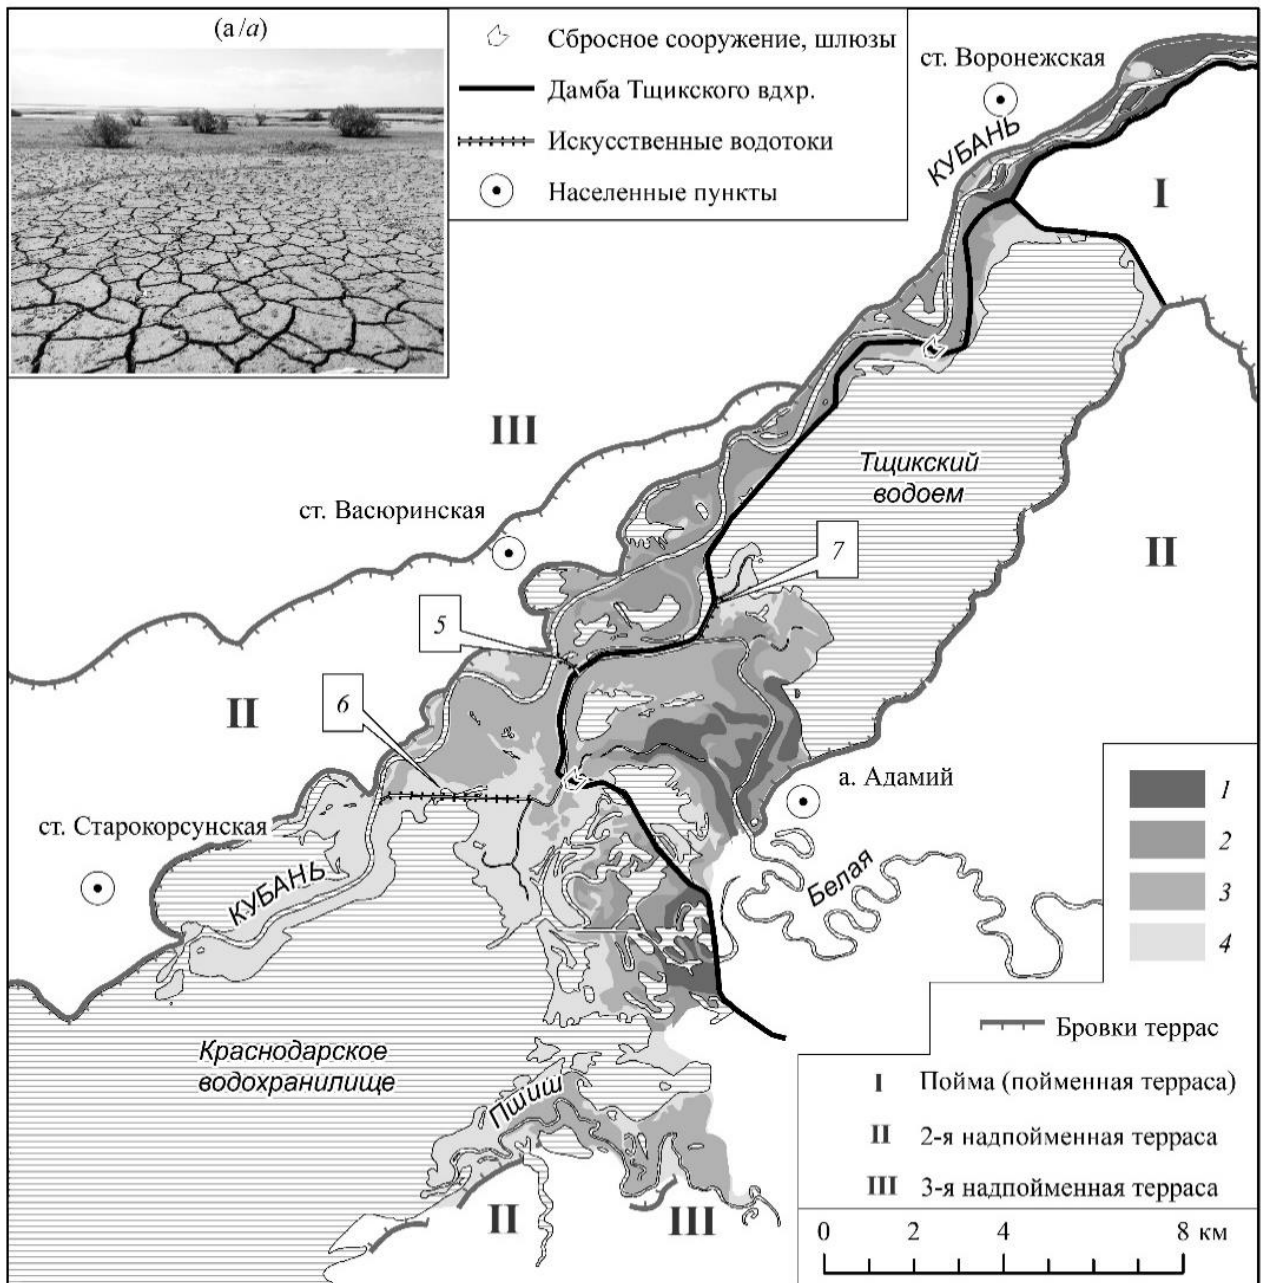 (а/а)
Сбросное сооружение, шлюзы
Дамба Тщикского вдхр.
Искусственные водотоки
Населенные пункты
ст. Воронежская
КУБАНЬ
I
III
Тщикский
водоем
ст. Васюринская
7
II
5
6
II
а. Адамий
ст. Старокорсунская
КУБАНЬ
Белая
1
2
3
4
Бровки террас
Краснодарское
водохранилище
Пшиш
I Пойма (пойменная терраса)
II 2-я надпойменная терраса
III 3-я надпойменная терраса
II
III
0 4 8 км